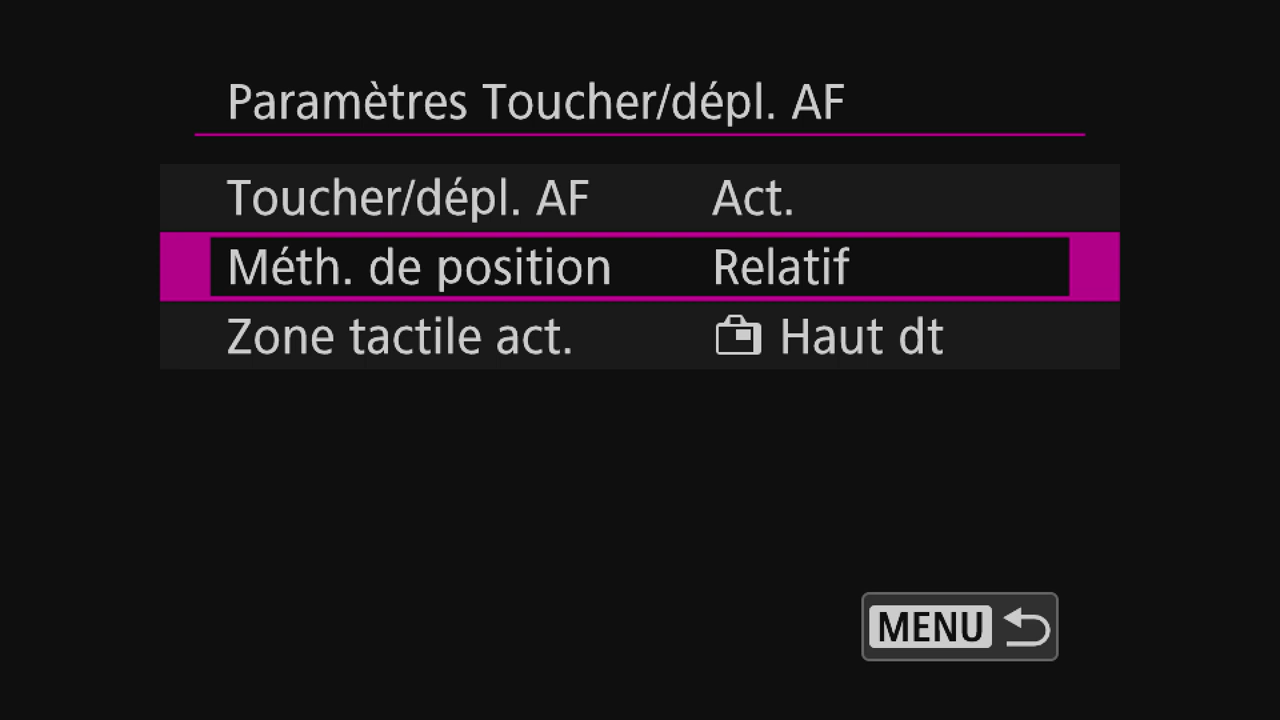 Paramètres Toucher/dépl. AF
Toucher/dépl. AF Act.
Méth. de position Relatif
Zone tactile act. Haut dt
MENU